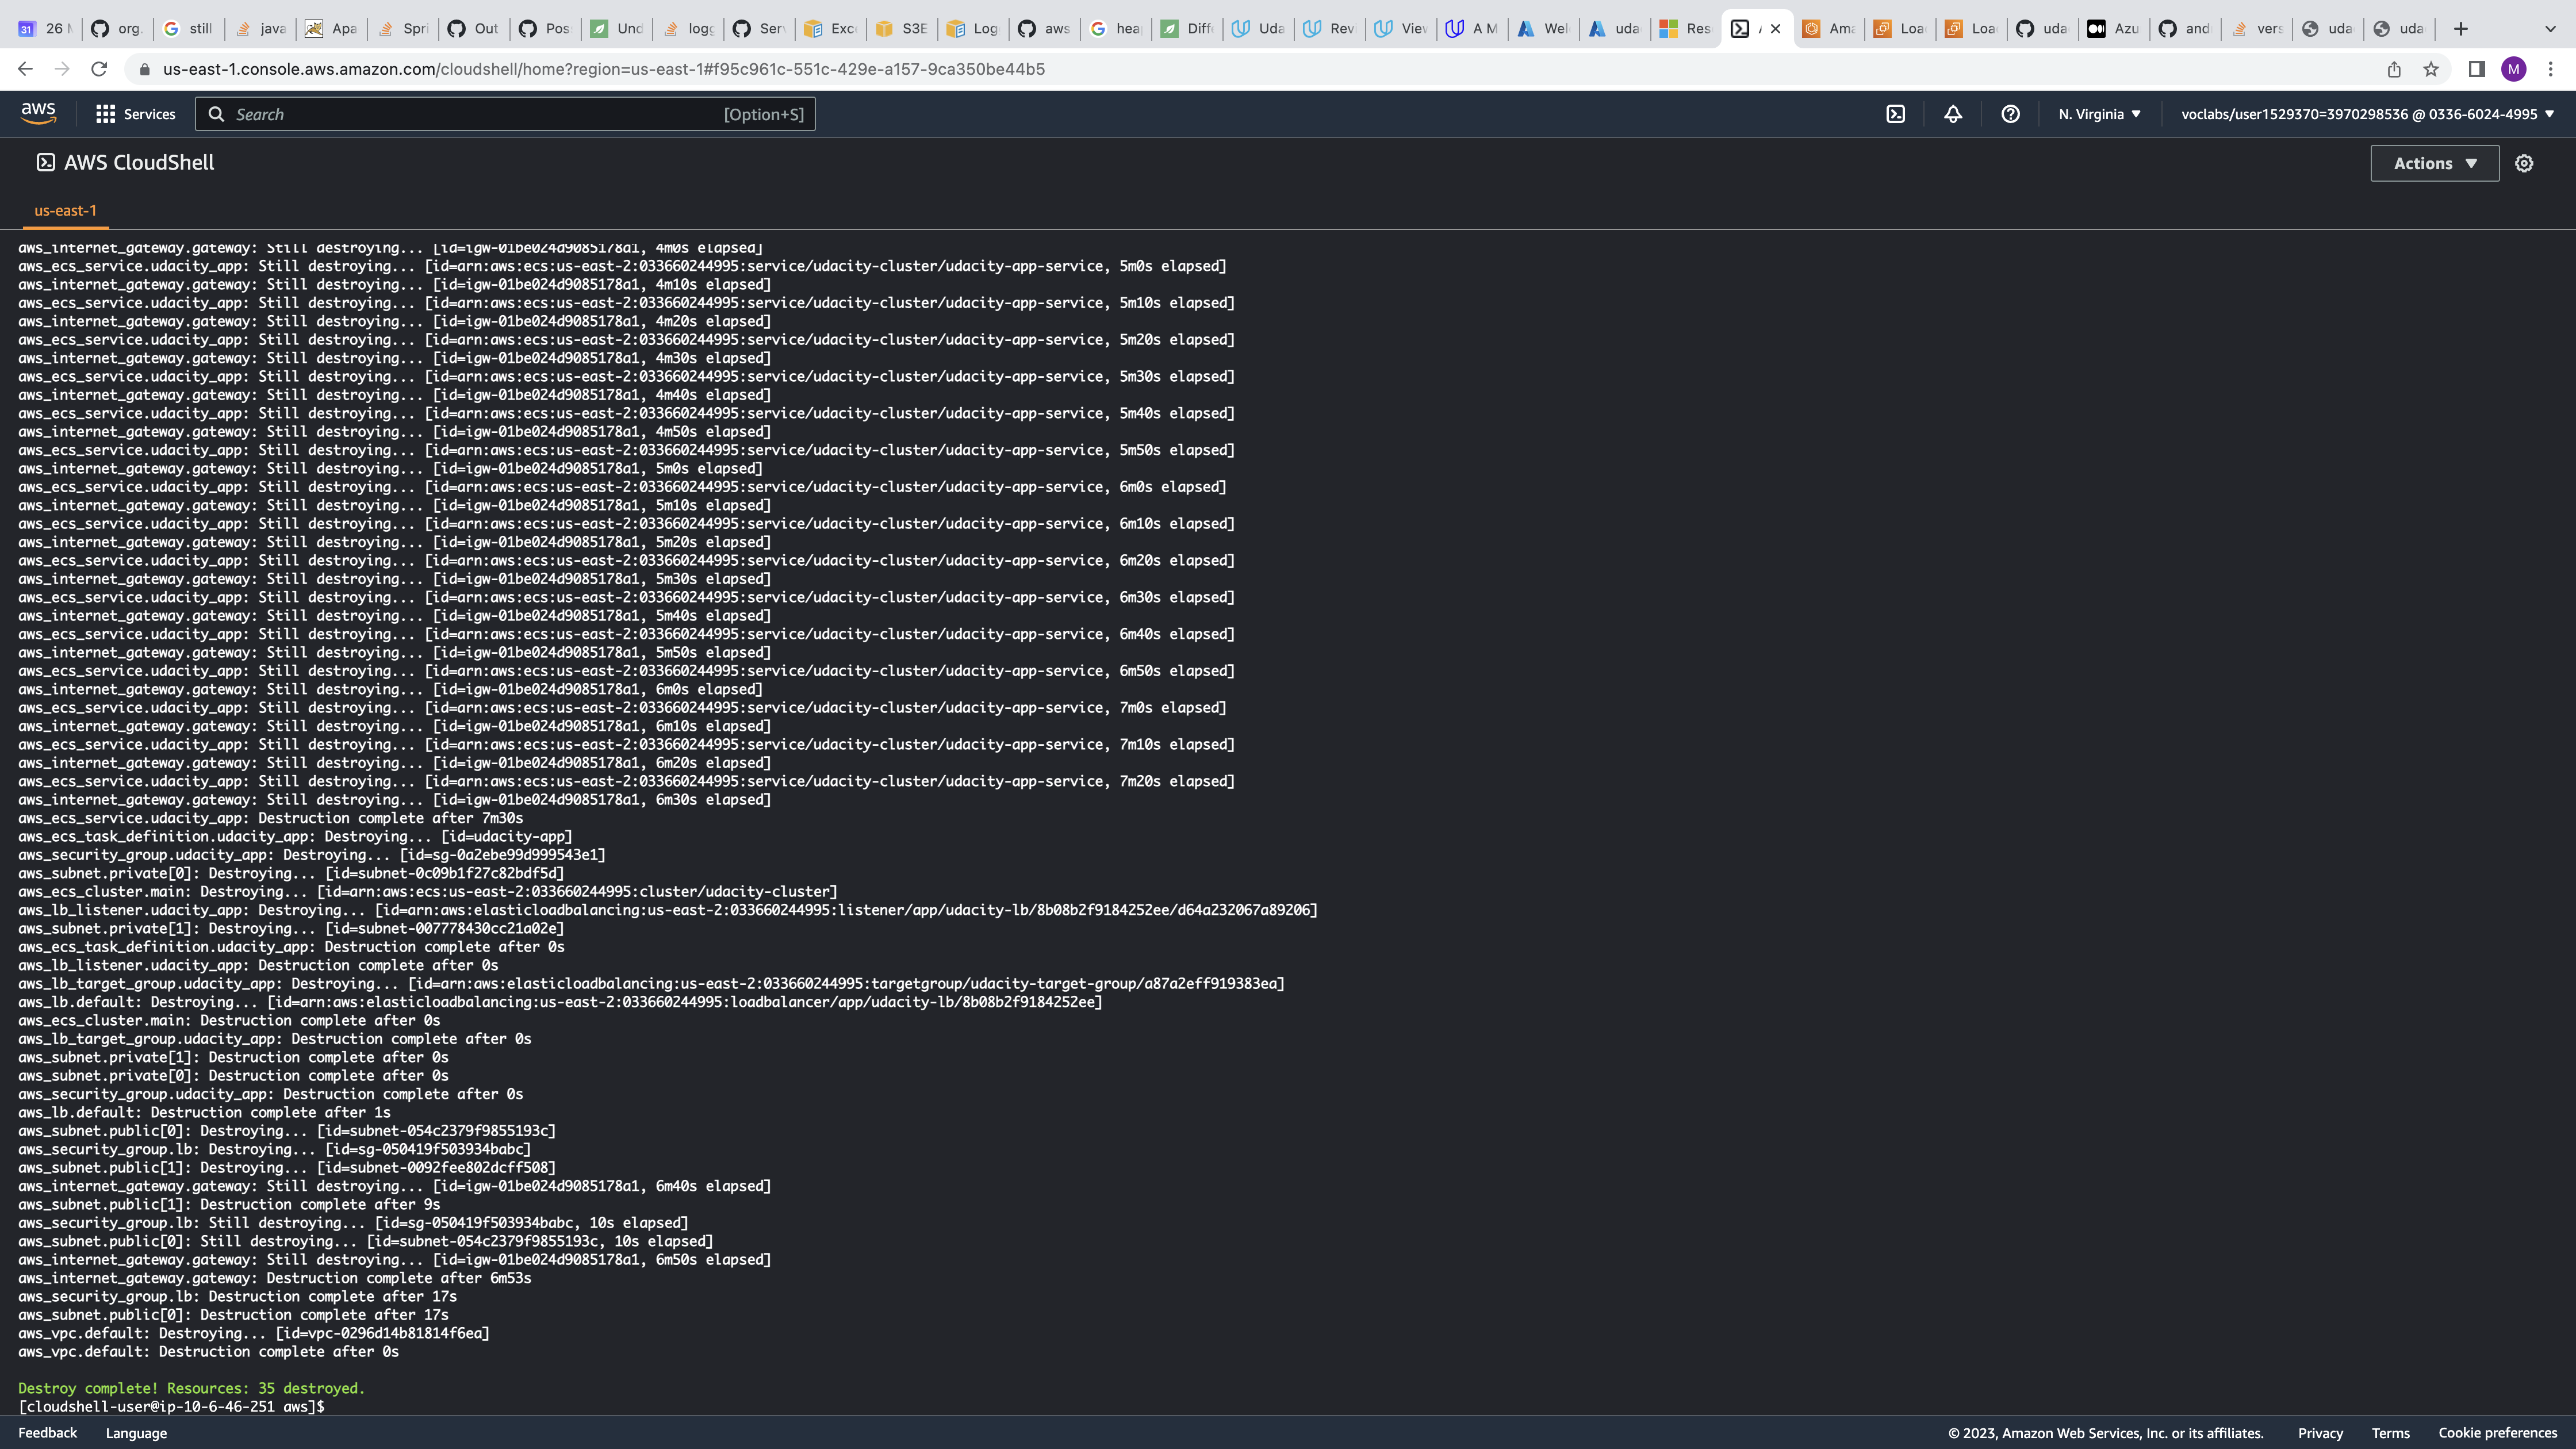 26
org.
still
java
Apa
Spri
Out
Pos
Und
logg
Serv
Exce
S3E
Log
aws
heap
Diffe
Uda
Rev
View
A M
Wel
uda
Res
Ama
Loa
Loa
uda
Azu
and
vers
uda
uda
us-east-1.console.aws.amazon.com/cloudshell/home?region=us-east-1#f95c961c-551c-429e-a157-9ca350be44b5
M
aws
Services
Search
[Option+S]
N. Virginia
voclabs/user1529370=3970298536 @ 0336-6024-4995
AWS CloudShell
Actions
us-east-1
aws_internet_gateway.gateway: Still destroying... [id=igw-01be024d9085178a1, 4m0s elapsed]
aws_ecs_service.udacity_app: Still destroying... [id=arn:aws:ecs:us-east-2:033660244995:service/udacity-cluster/udacity-app-service, 5m0s elapsed]
aws_internet_gateway.gateway: Still destroying... [id=igw-01be024d9085178a1, 4m10s elapsed]
aws_ecs_service.udacity_app: Still destroying... [id=arn:aws:ecs:us-east-2:033660244995:service/udacity-cluster/udacity-app-service, 5m10s elapsed]
aws_internet_gateway.gateway: Still destroying... [id=igw-01be024d9085178a1, 4m20s elapsed]
aws_ecs_service.udacity_app: Still destroying... [id=arn:aws:ecs:us-east-2:033660244995:service/udacity-cluster/udacity-app-service, 5m20s elapsed]
aws_internet_gateway.gateway: Still destroying... [id=igw-01be024d9085178a1, 4m30s elapsed]
aws_ecs_service.udacity_app: Still destroying... [id=arn:aws:ecs:us-east-2:033660244995:service/udacity-cluster/udacity-app-service, 5m30s elapsed]
aws_internet_gateway.gateway: Still destroying... [id=igw-01be024d9085178a1, 4m40s elapsed]
aws_ecs_service.udacity_app: Still destroying... [id=arn:aws:ecs:us-east-2:033660244995:service/udacity-cluster/udacity-app-service, 5m40s elapsed]
aws_internet_gateway.gateway: Still destroying... [id=igw-01be024d9085178a1, 4m50s elapsed]
aws_ecs_service.udacity_app: Still destroying... [id=arn:aws:ecs:us-east-2:033660244995:service/udacity-cluster/udacity-app-service, 5m50s elapsed]
aws_internet_gateway.gateway: Still destroying... [id=igw-01be024d9085178a1, 5m0s elapsed]
aws_ecs_service.udacity_app: Still destroying... [id=arn:aws:ecs:us-east-2:033660244995:service/udacity-cluster/udacity-app-service, 6m0s elapsed]
aws_internet_gateway.gateway: Still destroying... [id=igw-01be024d9085178a1, 5m10s elapsed]
aws_ecs_service.udacity_app: Still destroying... [id=arn:aws:ecs:us-east-2:033660244995:service/udacity-cluster/udacity-app-service, 6m10s elapsed]
aws_internet_gateway.gateway: Still destroying... [id=igw-01be024d9085178a1, 5m20s elapsed]
aws_ecs_service.udacity_app: Still destroying... [id=arn:aws:ecs:us-east-2:033660244995:service/udacity-cluster/udacity-app-service, 6m20s elapsed]
aws_internet_gateway.gateway: Still destroying... [id=igw-01be024d9085178a1, 5m30s elapsed]
aws_ecs_service.udacity_app: Still destroying... [id=arn:aws:ecs:us-east-2:033660244995:service/udacity-cluster/udacity-app-service, 6m30s elapsed]
aws_internet_gateway.gateway: Still destroying... [id=igw-01be024d9085178a1, 5m40s elapsed]
aws_ecs_service.udacity_app: Still destroying... [id=arn:aws:ecs:us-east-2:033660244995:service/udacity-cluster/udacity-app-service, 6m40s elapsed]
aws_internet_gateway.gateway: Still destroying... [id=igw-01be024d9085178a1, 5m50s elapsed]
aws_ecs_service.udacity_app: Still destroying... [id=arn:aws:ecs:us-east-2:033660244995:service/udacity-cluster/udacity-app-service, 6m50s elapsed]
aws_internet_gateway.gateway: Still destroying... [id=igw-01be024d9085178a1, 6m0s elapsed]
aws_ecs_service.udacity_app: Still destroying... [id=arn:aws:ecs:us-east-2:033660244995:service/udacity-cluster/udacity-app-service, 7m0s elapsed]
aws_internet_gateway.gateway: Still destroying... [id=igw-01be024d9085178a1, 6m10s elapsed]
aws_ecs_service.udacity_app: Still destroying... [id=arn:aws:ecs:us-east-2:033660244995:service/udacity-cluster/udacity-app-service, 7m10s elapsed]
aws_internet_gateway.gateway: Still destroying... [id=igw-01be024d9085178a1, 6m20s elapsed]
aws_ecs_service.udacity_app: Still destroying... [id=arn:aws:ecs:us-east-2:033660244995:service/udacity-cluster/udacity-app-service, 7m20s elapsed]
aws_internet_gateway.gateway: Still destroying... [id=igw-01be024d9085178a1, 6m30s elapsed]
aws_ecs_service.udacity_app: Destruction complete after 7m30s
aws_ecs_task_definition.udacity_app: Destroying... [id=udacity-app]
aws_security_group.udacity_app: Destroying... [id=sg-0a2ebe99d999543e1]
aws_subnet.private[0]: Destroying... [id=subnet-0c09b1f27c82bdf5d]
aws_ecs_cluster.main: Destroying... [id=arn:aws:ecs:us-east-2:033660244995:cluster/udacity-cluster]
aws_lb_listener.udacity_app: Destroying... [id=arn:aws:elasticloadbalancing:us-east-2:033660244995:listener/app/udacity-lb/8b08b2f9184252ee/d64a232067a89206]
aws_subnet.private[1]: Destroying... [id=subnet-007778430cc21a02e]
aws_ecs_task_definition.udacity_app: Destruction complete after 0s
aws_lb_listener.udacity_app: Destruction complete after 0s
aws_lb_target_group.udacity_app: Destroying... [id=arn:aws:elasticloadbalancing:us-east-2:033660244995:targetgroup/udacity-target-group/a87a2eff919383ea]
aws_lb.default: Destroying... [id=arn:aws:elasticloadbalancing:us-east-2:033660244995:loadbalancer/app/udacity-lb/8b08b2f9184252ee]
aws_ecs_cluster.main: Destruction complete after 0s
aws_lb_target_group.udacity_app: Destruction complete after 0s
aws_subnet.private[1]: Destruction complete after 0s
aws_subnet.private[0]: Destruction complete after 0s
aws_security_group.udacity_app: Destruction complete after 0s
aws_lb.default: Destruction complete after 1s
aws_subnet.public[0]: Destroying... [id=subnet-054c2379f9855193c]
aws_security_group.lb: Destroying... [id=sg-050419f503934babc]
aws_subnet.public[1]: Destroying... [id=subnet-0092fee802dcff508]
aws_internet_gateway.gateway: Still destroying... [id=igw-01be024d9085178a1, 6m40s elapsed]
aws_subnet.public[1]: Destruction complete after 9s
aws_security_group.lb: Still destroying... [id=sg-050419f503934babc, 10s elapsed]
aws_subnet.public[0]: Still destroying... [id=subnet-054c2379f9855193c, 10s elapsed]
aws_internet_gateway.gateway: Still destroying... [id=igw-01be024d9085178a1, 6m50s elapsed]
aws_internet_gateway.gateway: Destruction complete after 6m53s
aws_security_group.lb: Destruction complete after 17s
aws_subnet.public[0]: Destruction complete after 17s
aws_vpc.default: Destroying... [id=vpc-0296d14b81814f6ea]
aws_vpc.default: Destruction complete after 0s
Destroy complete! Resources: 35 destroyed.
[cloudshell-user@ip-10-6-46-251 aws]$
Feedback
Language
© 2023, Amazon Web Services, Inc. or its affiliates.
Privacy
Terms
Cookie preferences